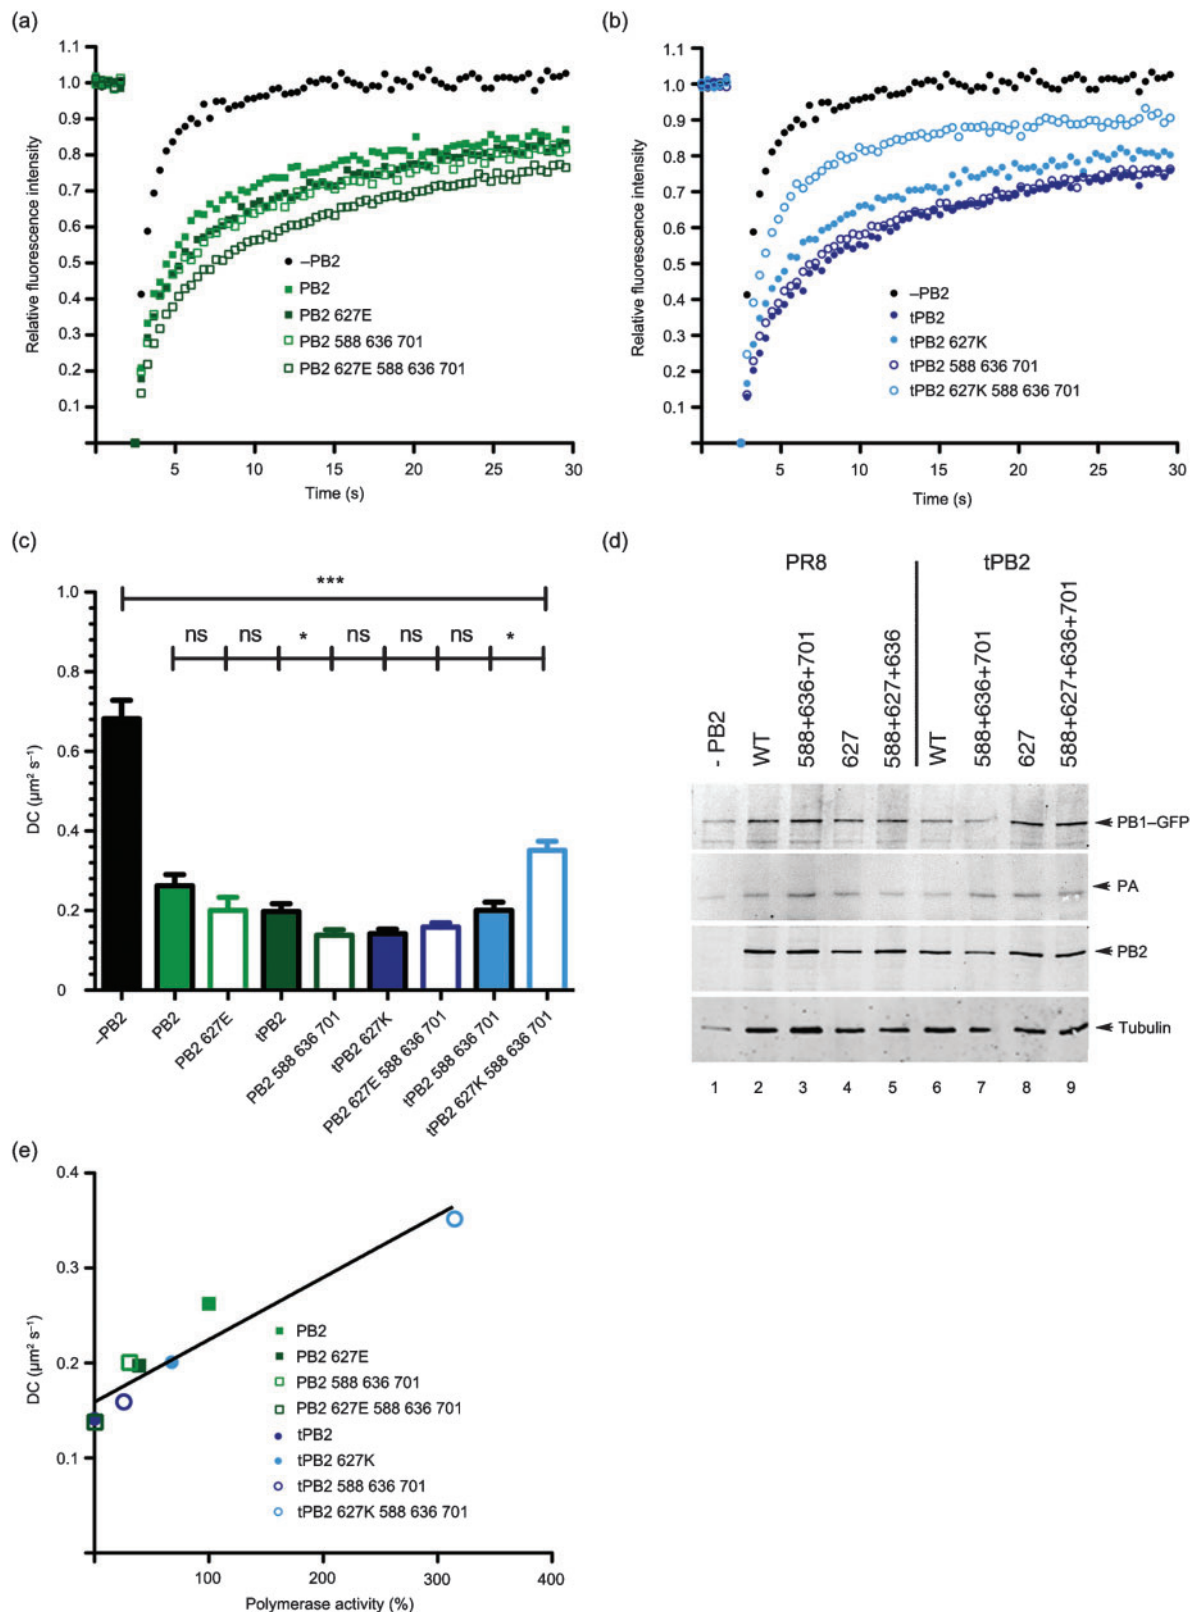 (a)
1.1
1.0
0.9
0.8
0.7
0.6
0.5
0.4
0.3
0.2
0.1
Relative fluorescence intensity
–PB2
PB2
PB2 627E
PB2 588 636 701
PB2 627E 588 636 701
5 10 15 20 25 30
Time (s)
(b)
1.1
1.0
0.9
0.8
0.7
0.6
0.5
0.4
0.3
0.2
0.1
Relative fluorescence intensity
–PB2
tPB2
tPB2 627K
tPB2 588 636 701
tPB2 627K 588 636 701
5 10 15 20 25 30
Time (s)
(c)
1.0
0.8
0.6
0.4
0.2
0
DC (µm² s⁻¹)
***
ns ns * ns ns ns *
–PB2
PB2
PB2 627E
tPB2
PB2 588 636 701
tPB2 627K
PB2 627E 588 636 701
tPB2 588 636 701
tPB2 627K 588 636 701
(d)
PR8 tPB2
- PB2
WT
588+636+701
627
588+627+636
WT
588+636+701
627
588+627+636+701
PB1–GFP
PA
PB2
Tubulin
1 2 3 4 5 6 7 8 9
(e)
0.4
0.3
0.2
0.1
DC (µm² s⁻¹)
PB2
PB2 627E
PB2 588 636 701
PB2 627E 588 636 701
tPB2
tPB2 627K
tPB2 588 636 701
tPB2 627K 588 636 701
100 200 300 400
Polymerase activity (%)